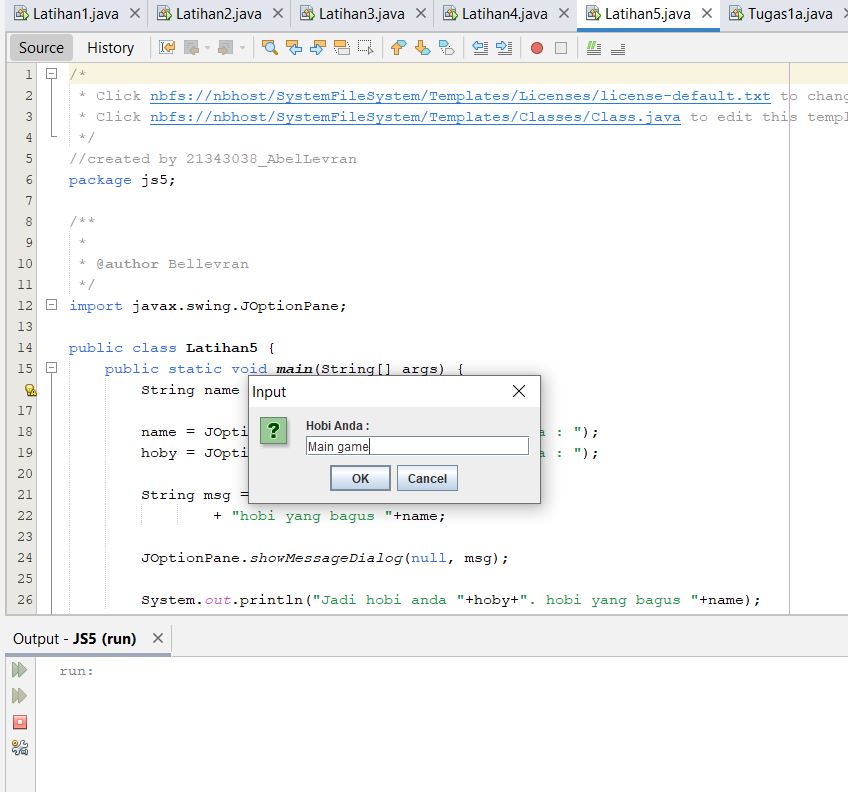 Latihan1.java Latihan2.java Latihan3.java Latihan4.java Latihan5.java Tugas1a.java
Source History
1 /*
2 * Click nbfs://nbhost/SystemFileSystem/Templates/Licenses/license-default.txt to chang
3 * Click nbfs://nbhost/SystemFileSystem/Templates/Classes/Class.java to edit this templ
4 */
5 //created by 21343038_AbelLevran
6 package js5;
7
8 /**
9 *
10 * @author Bellevran
11 */
12 import javax.swing.JOptionPane;
13
14 public class Latihan5 {
15 public static void main(String[] args) {
String name
17
18 name = JOpti a : ");
19 hoby = JOpti a : ");
20
21 String msg =
22 + "hobi yang bagus "+name;
23
24 JOptionPane.showMessageDialog(null, msg);
25
26 System.out.println("Jadi hobi anda "+hoby+". hobi yang bagus "+name);
Input
?
Hobi Anda :
Main game
OK Cancel
Output - JS5 (run)
run: